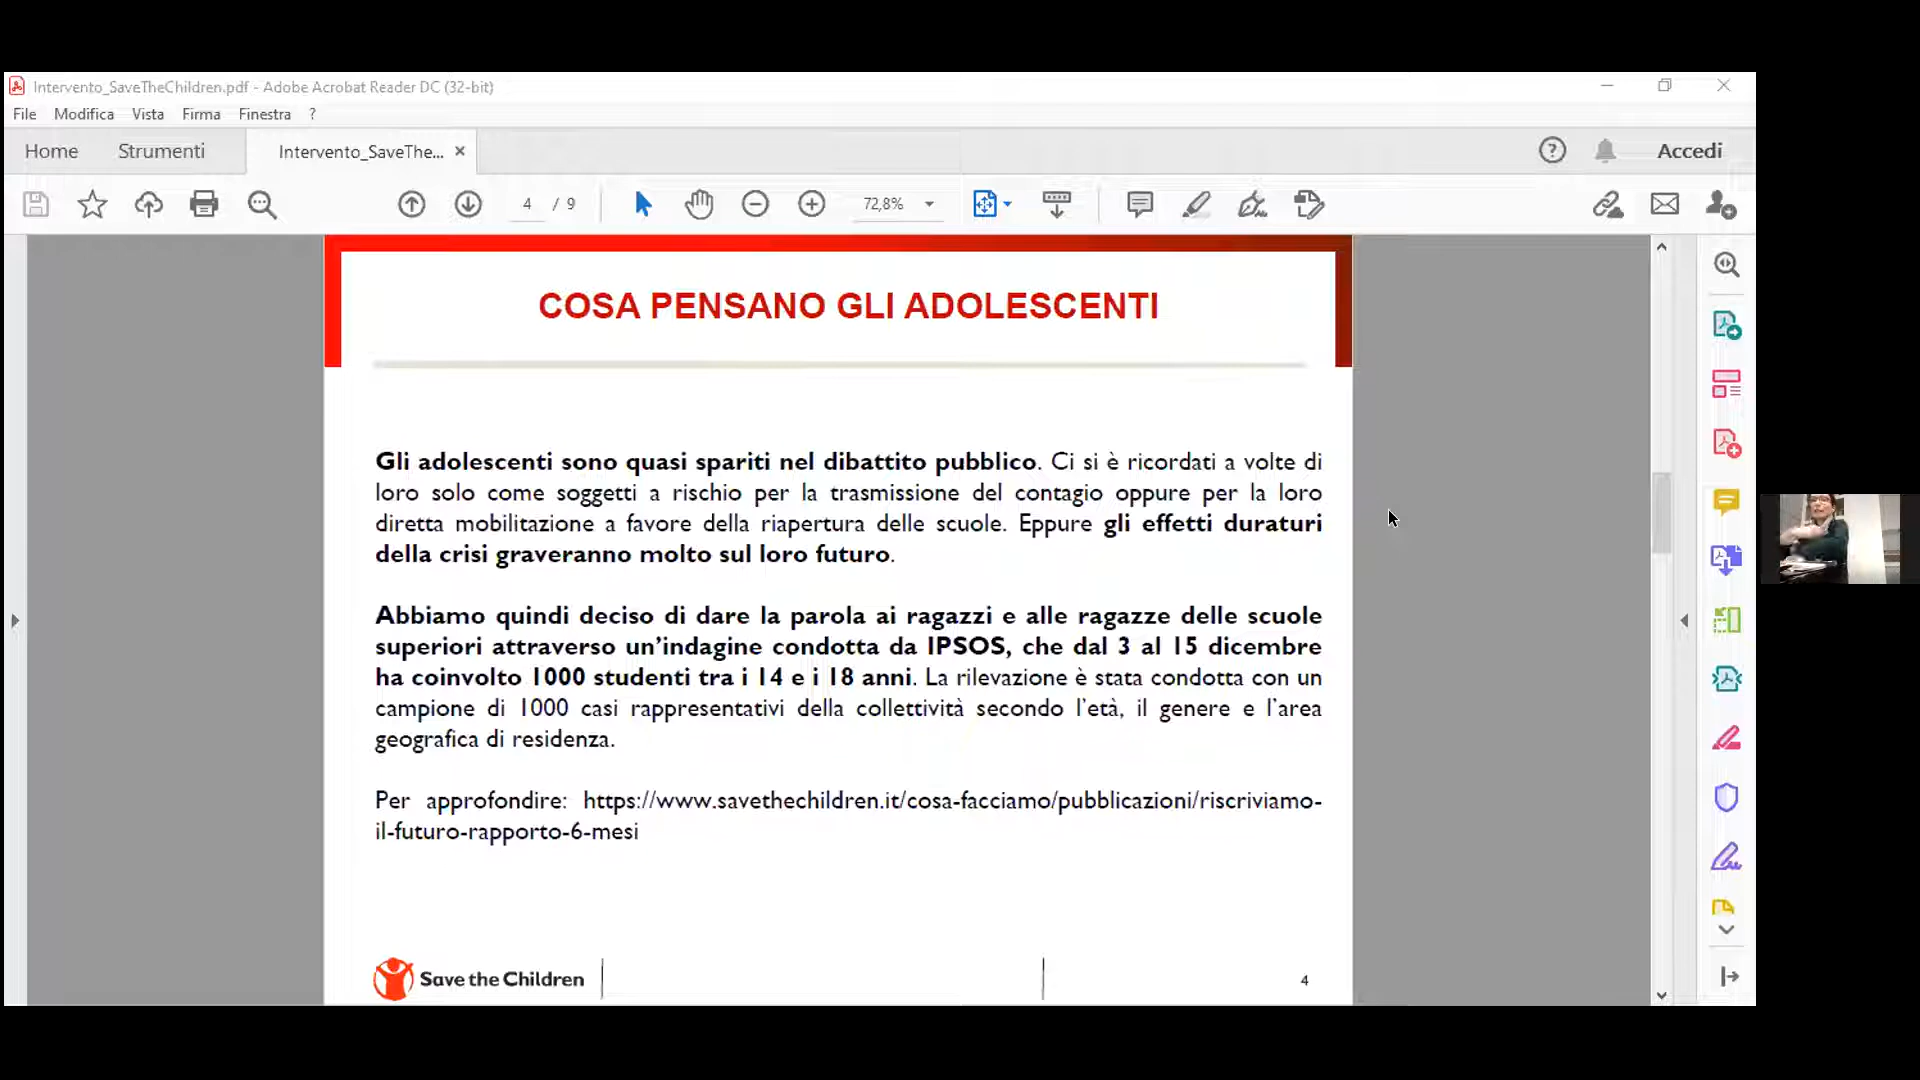 Intervento_SaveTheChildren.pdf - Adobe Acrobat Reader DC (32-bit)
File Modifica Vista Firma Finestra ?
Home Strumenti Intervento_SaveThe... Accedi
4 / 9 72,8%
COSA PENSANO GLI ADOLESCENTI
Gli adolescenti sono quasi spariti nel dibattito pubblico. Ci si è ricordati a volte di
loro solo come soggetti a rischio per la trasmissione del contagio oppure per la loro
diretta mobilitazione a favore della riapertura delle scuole. Eppure gli effetti duraturi
della crisi graveranno molto sul loro futuro.
Abbiamo quindi deciso di dare la parola ai ragazzi e alle ragazze delle scuole
superiori attraverso un’indagine condotta da IPSOS, che dal 3 al 15 dicembre
ha coinvolto 1000 studenti tra i 14 e i 18 anni. La rilevazione è stata condotta con un
campione di 1000 casi rappresentativi della collettività secondo l’età, il genere e l’area
geografica di residenza.
Per approfondire: https://www.savethechildren.it/cosa-facciamo/pubblicazioni/riscriviamo-
il-futuro-rapporto-6-mesi
Save the Children 4